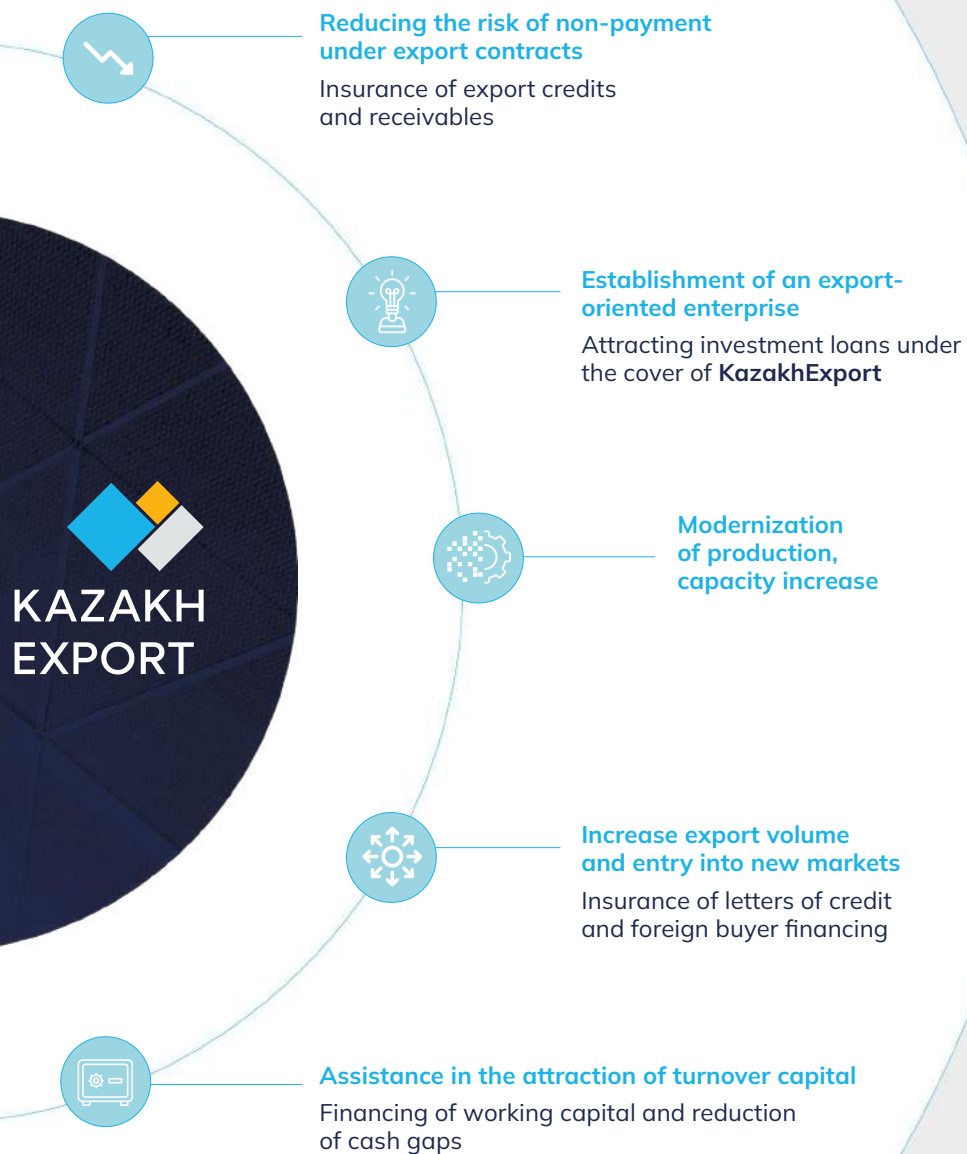 Reducing the risk of non-payment
under export contracts
Insurance of export credits
and receivables
Establishment of an export-
oriented enterprise
Attracting investment loans under
the cover of KazakhExport
KAZAKH
EXPORT
Modernization
of production,
capacity increase
Increase export volume
and entry into new markets
Insurance of letters of credit
and foreign buyer financing
Assistance in the attraction of turnover capital
Financing of working capital and reduction
of cash gaps